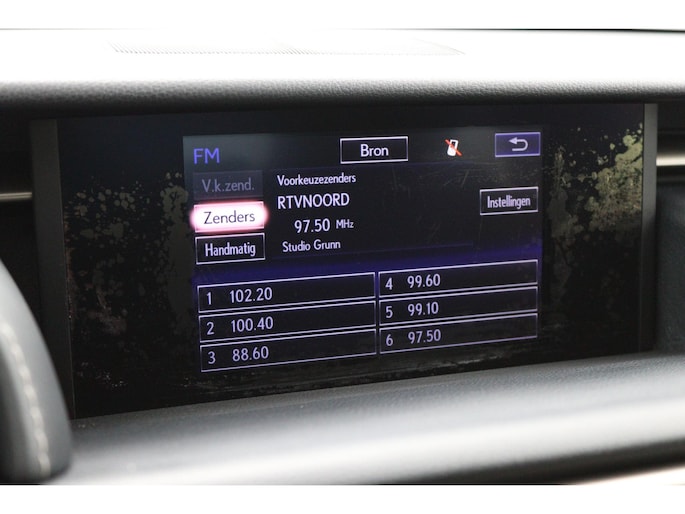 FM
Bron
V.k.zend.
Zenders
Handmatig
Voorkeuzezenders
RTVNOORD
97.50 MHz
Studio Grunn
Instellingen
1 102.20
2 100.40
3 88.60
4 99.60
5 99.10
6 97.50